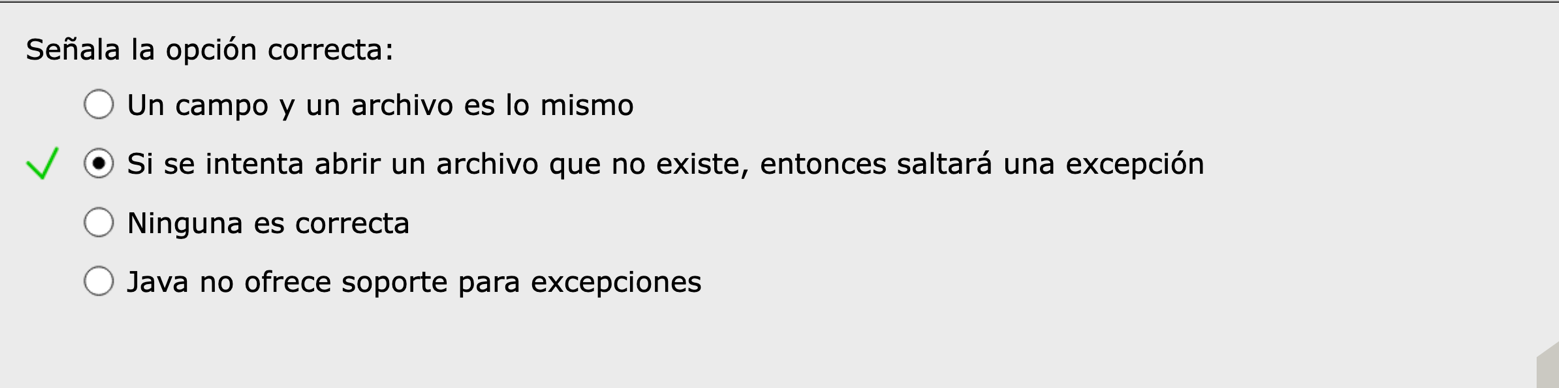 Señala la opción correcta:
Un campo y un archivo es lo mismo
Si se intenta abrir un archivo que no existe, entonces saltará una excepción
Ninguna es correcta
Java no ofrece soporte para excepciones